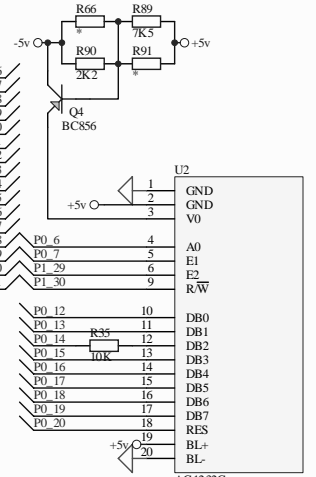 R66
R89
*
7K5
-5v
+5v
R90
R91
2K2
*
Q4
BC856
U2
1 GND
+5v 2 GND
3 V0
P0_6 4 A0
P0_7 5 E1
P1_29 6 E2
P1_30 9 R/W
P0_12 10 DB0
P0_13 11 DB1
P0_14 R35 12 DB2
P0_15 10K 13 DB3
P0_16 14 DB4
P0_17 15 DB5
P0_18 16 DB6
P0_19 17 DB7
P0_20 18 RES
+5v 19 BL+
20 BL-